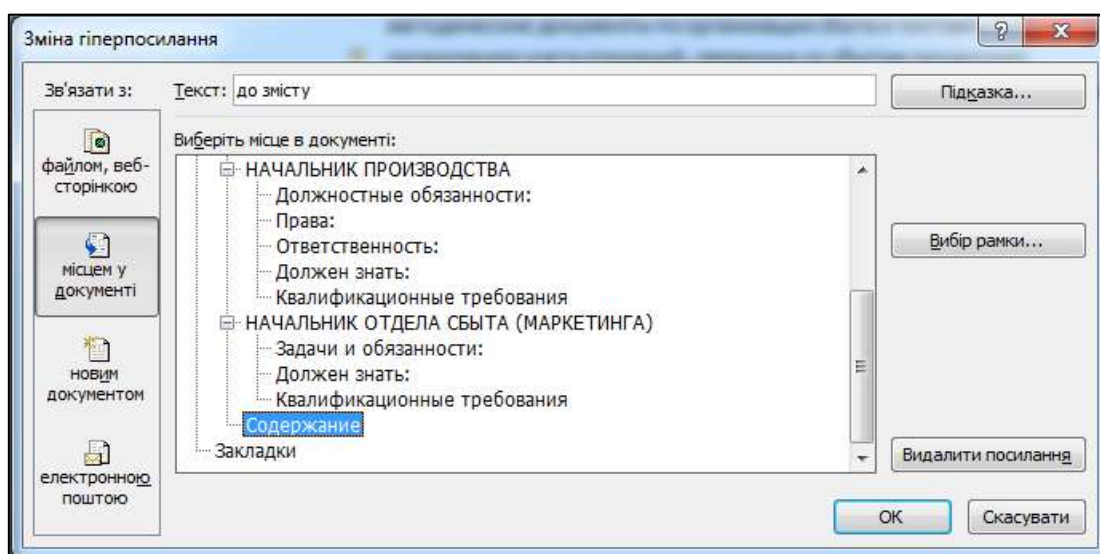 Зміна гіперпосилання
Зв'язати з:
Текст: до змісту
Підказка...
файлом, веб-
сторінкою
місцем у
документі
новим
документом
електронною
поштою
Виберіть місце в документі:
НАЧАЛЬНИК ПРОИЗВОДСТВА
Должностные обязанности:
Права:
Ответственность:
Должен знать:
Квалификационные требования
НАЧАЛЬНИК ОТДЕЛА СБЫТА (МАРКЕТИНГА)
Задачи и обязанности:
Должен знать:
Квалификационные требования
Содержание
Закладки
Вибір рамки...
Видалити посилання
OK
Скасувати